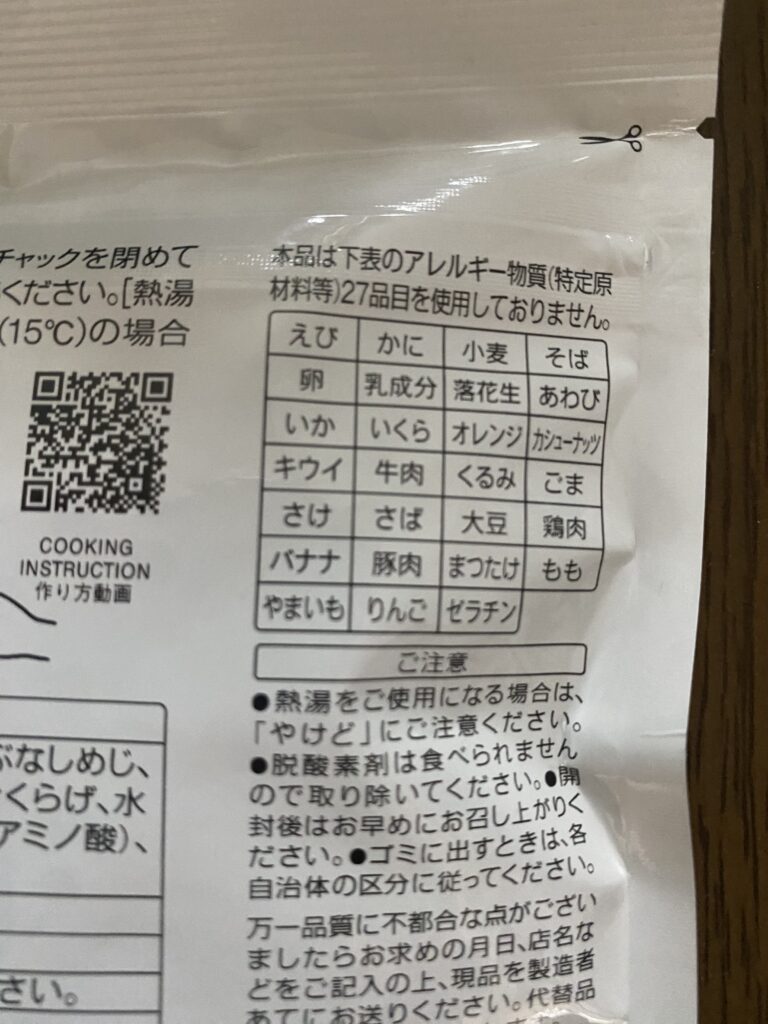 チャックを閉めて
ください。[熱湯
(15℃)の場合
COOKING
INSTRUCTION
作り方動画
ぶなしめじ、
くらげ、水
アミノ酸)、
さい。
本品は下表のアレルギー物質(特定原
材料等)27品目を使用しておりません。
えび かに 小麦 そば
卵 乳成分 落花生 あわび
いか いくら オレンジ カシューナッツ
キウイ 牛肉 くるみ ごま
さけ さば 大豆 鶏肉
バナナ 豚肉 まつたけ もも
やまいも りんご ゼラチン
ご注意
●熱湯をご使用になる場合は、
「やけど」にご注意ください。
●脱酸素剤は食べられません
ので取り除いてください。●開
封後はお早めにお召し上がりく
ださい。●ゴミに出すときは、各
自治体の区分に従ってください。
万一品質に不都合な点がござい
ましたらお求めの月日、店名な
どをご記入の上、現品を製造者
あてにお送りください。代替品